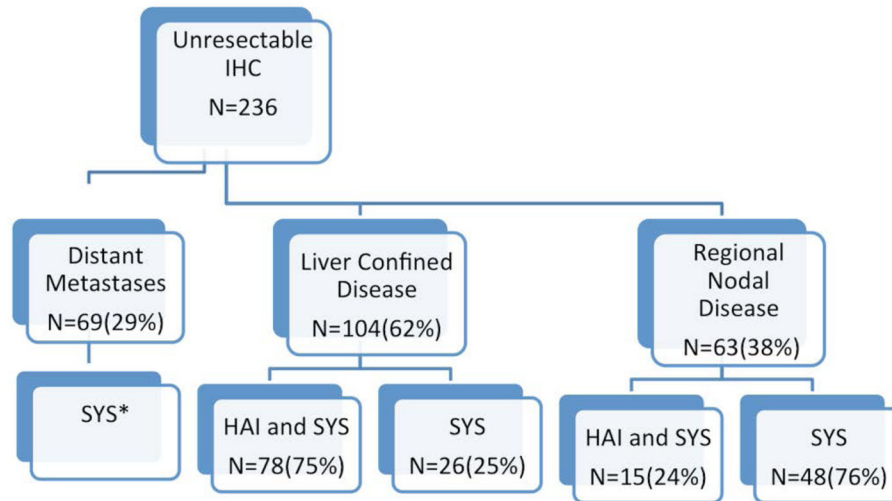 Unresectable
IHC
N=236
Distant
Metastases
N=69(29%)
Liver Confined
Disease
N=104(62%)
Regional
Nodal
Disease
N=63(38%)
SYS*
HAI and SYS
N=78(75%)
SYS
N=26(25%)
HAI and SYS
N=15(24%)
SYS
N=48(76%)